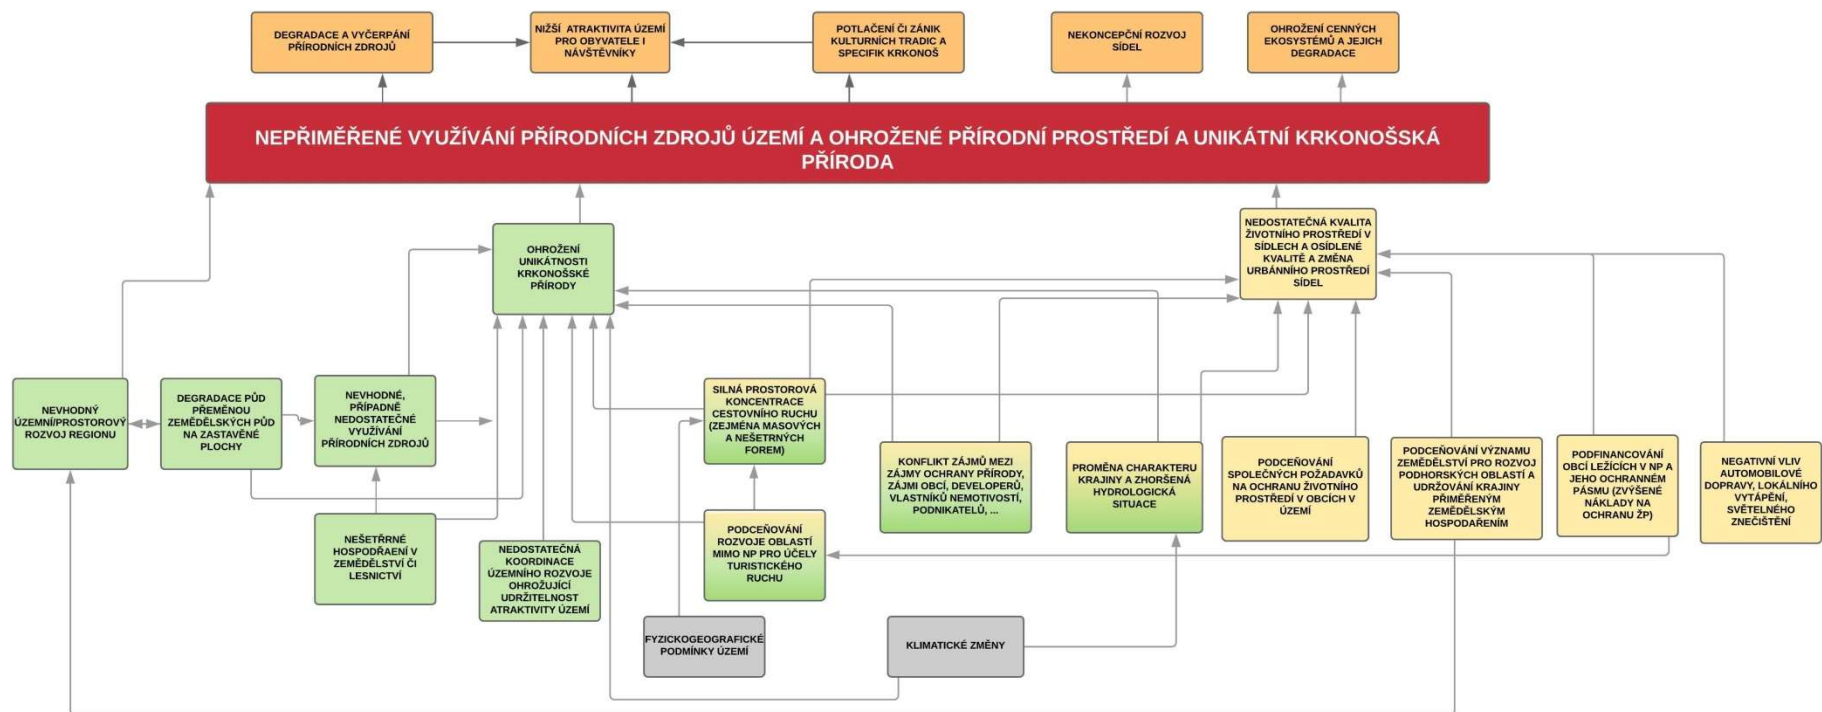 DEGRADACE A VYČERPÁNÍ
PŘÍRODNÍCH ZDROJŮ
NIŽŠÍ ATRAKTIVITA ÚZEMÍ
PRO OBYVATELE I
NÁVŠTĚVNÍKY
POTLAČENÍ ČI ZÁNIK
KULTURNÍCH TRADIC A
SPECIFIK KRKONOŠ
NEKONCEPČNÍ ROZVOJ
SÍDEL
OHROŽENÍ CENNÝCH
EKOSYSTÉMŮ A JEJICH
DEGRADACE
NEPŘIMĚŘENÉ VYUŽÍVÁNÍ PŘÍRODNÍCH ZDROJŮ ÚZEMÍ A OHROŽENÉ PŘÍRODNÍ PROSTŘEDÍ A UNIKÁTNÍ KRKONOŠSKÁ
PŘÍRODA
OHROŽENÍ
UNIKÁTNOSTI
KRKONOŠSKÉ
PŘÍRODY
NEDOSTATEČNÁ KVALITA
ŽIVOTNÍHO PROSTŘEDÍ V
SÍDLECH A OSÍDLENÉ
KVALITĚ A ZMĚNA
URBÁNNÍHO PROSTŘEDÍ
SÍDEL
NEVHODNÝ
ÚZEMNÍ/PROSTOROVÝ
ROZVOJ REGIONU
DEGRADACE PŮD
PŘEMĚNOU
ZEMĚDĚLSKÝCH PŮD
NA ZASTAVĚNÉ
PLOCHY
NEVHODNÉ,
PŘÍPADNĚ
NEDOSTATEČNÉ
VYUŽÍVÁNÍ
PŘÍRODNÍCH ZDROJŮ
SILNÁ PROSTOROVÁ
KONCENTRACE
CESTOVNÍHO RUCHU
(ZEJMÉNA MASOVÝCH
A NEŠETRNÝCH
FOREM)
KONFLIKT ZÁJMŮ MEZI
ZÁJMY OCHRANY PŘÍRODY,
ZÁJMI OBCÍ, DEVELOPERŮ,
VLASTNÍKŮ NEMOTIVOSTÍ,
PODNIKATELŮ, ...
PROMĚNA CHARAKTERU
KRAJINY A ZHORŠENÁ
HYDROLOGICKÁ
SITUACE
PODCEŇOVÁNÍ
SPOLEČNÝCH POŽADAVKŮ
NA OCHRANU ŽIVOTNÍHO
PROSTŘEDÍ V OBCÍCH V
ÚZEMÍ
PODCEŇOVÁNÍ VÝZNAMU
ZEMĚDĚLSTVÍ PRO ROZVOJ
PODHORSKÝCH OBLASTÍ A
UDRŽOVÁNÍ KRAJINY
PŘIMĚŘENÝM
ZEMĚDĚLSKÝM
HOSPODAŘENÍM
PODFINANCOVÁNÍ
OBCÍ LEŽÍCÍCH V NP A
JEHO OCHRANNÉM
PÁSMU (ZVÝŠENÉ
NÁKLADY NA
OCHRANU ŽP)
NEGATIVNÍ VLIV
AUTOMOBILOVÉ
DOPRAVY, LOKÁLNÍHO
VYTÁPĚNÍ,
SVĚTELNÉHO
ZNEČIŠTĚNÍ
NEŠETŘRNÉ
HOSPODŘAENÍ V
ZEMĚDĚLSTVÍ ČI
LESNICTVÍ
NEDOSTATEČNÁ
KOORDINACE
ÚZEMNÍHO ROZVOJE
OHROŽUJÍCÍ
UDRŽITELNOST
ATRAKTIVITY ÚZEMÍ
PODCEŇOVÁNÍ
ROZVOJE OBLASTÍ
MIMO NP PRO ÚČELY
TURISTICKÉHO
RUCHU
FYZICKOGEOGRAFICKÉ
PODMÍNKY ÚZEMÍ
KLIMATICKÉ ZMĚNY